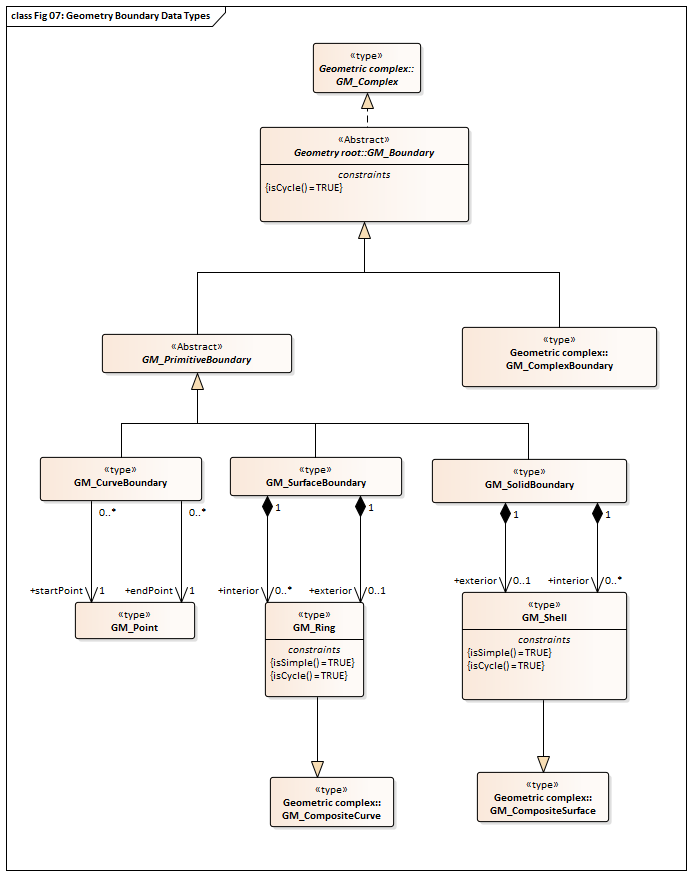 class Fig 07: Geometry Boundary Data Types
«type»
Geometric complex::
GM_Complex
«Abstract»
Geometry root::GM_Boundary
constraints
{isCycle() = TRUE}
«Abstract»
GM_PrimitiveBoundary
«type»
Geometric complex::
GM_ComplexBoundary
«type»
GM_CurveBoundary
«type»
GM_SurfaceBoundary
«type»
GM_SolidBoundary
0..*
0..*
1
1
1
1
+startPoint
1
+endPoint
1
+interior
0..*
+exterior
0..1
+exterior
0..1
+interior
0..*
«type»
GM_Point
«type»
GM_Ring
constraints
{isSimple() = TRUE}
{isCycle() = TRUE}
«type»
GM_Shell
constraints
{isSimple() = TRUE}
{isCycle() = TRUE}
«type»
Geometric complex::
GM_CompositeCurve
«type»
Geometric complex::
GM_CompositeSurface